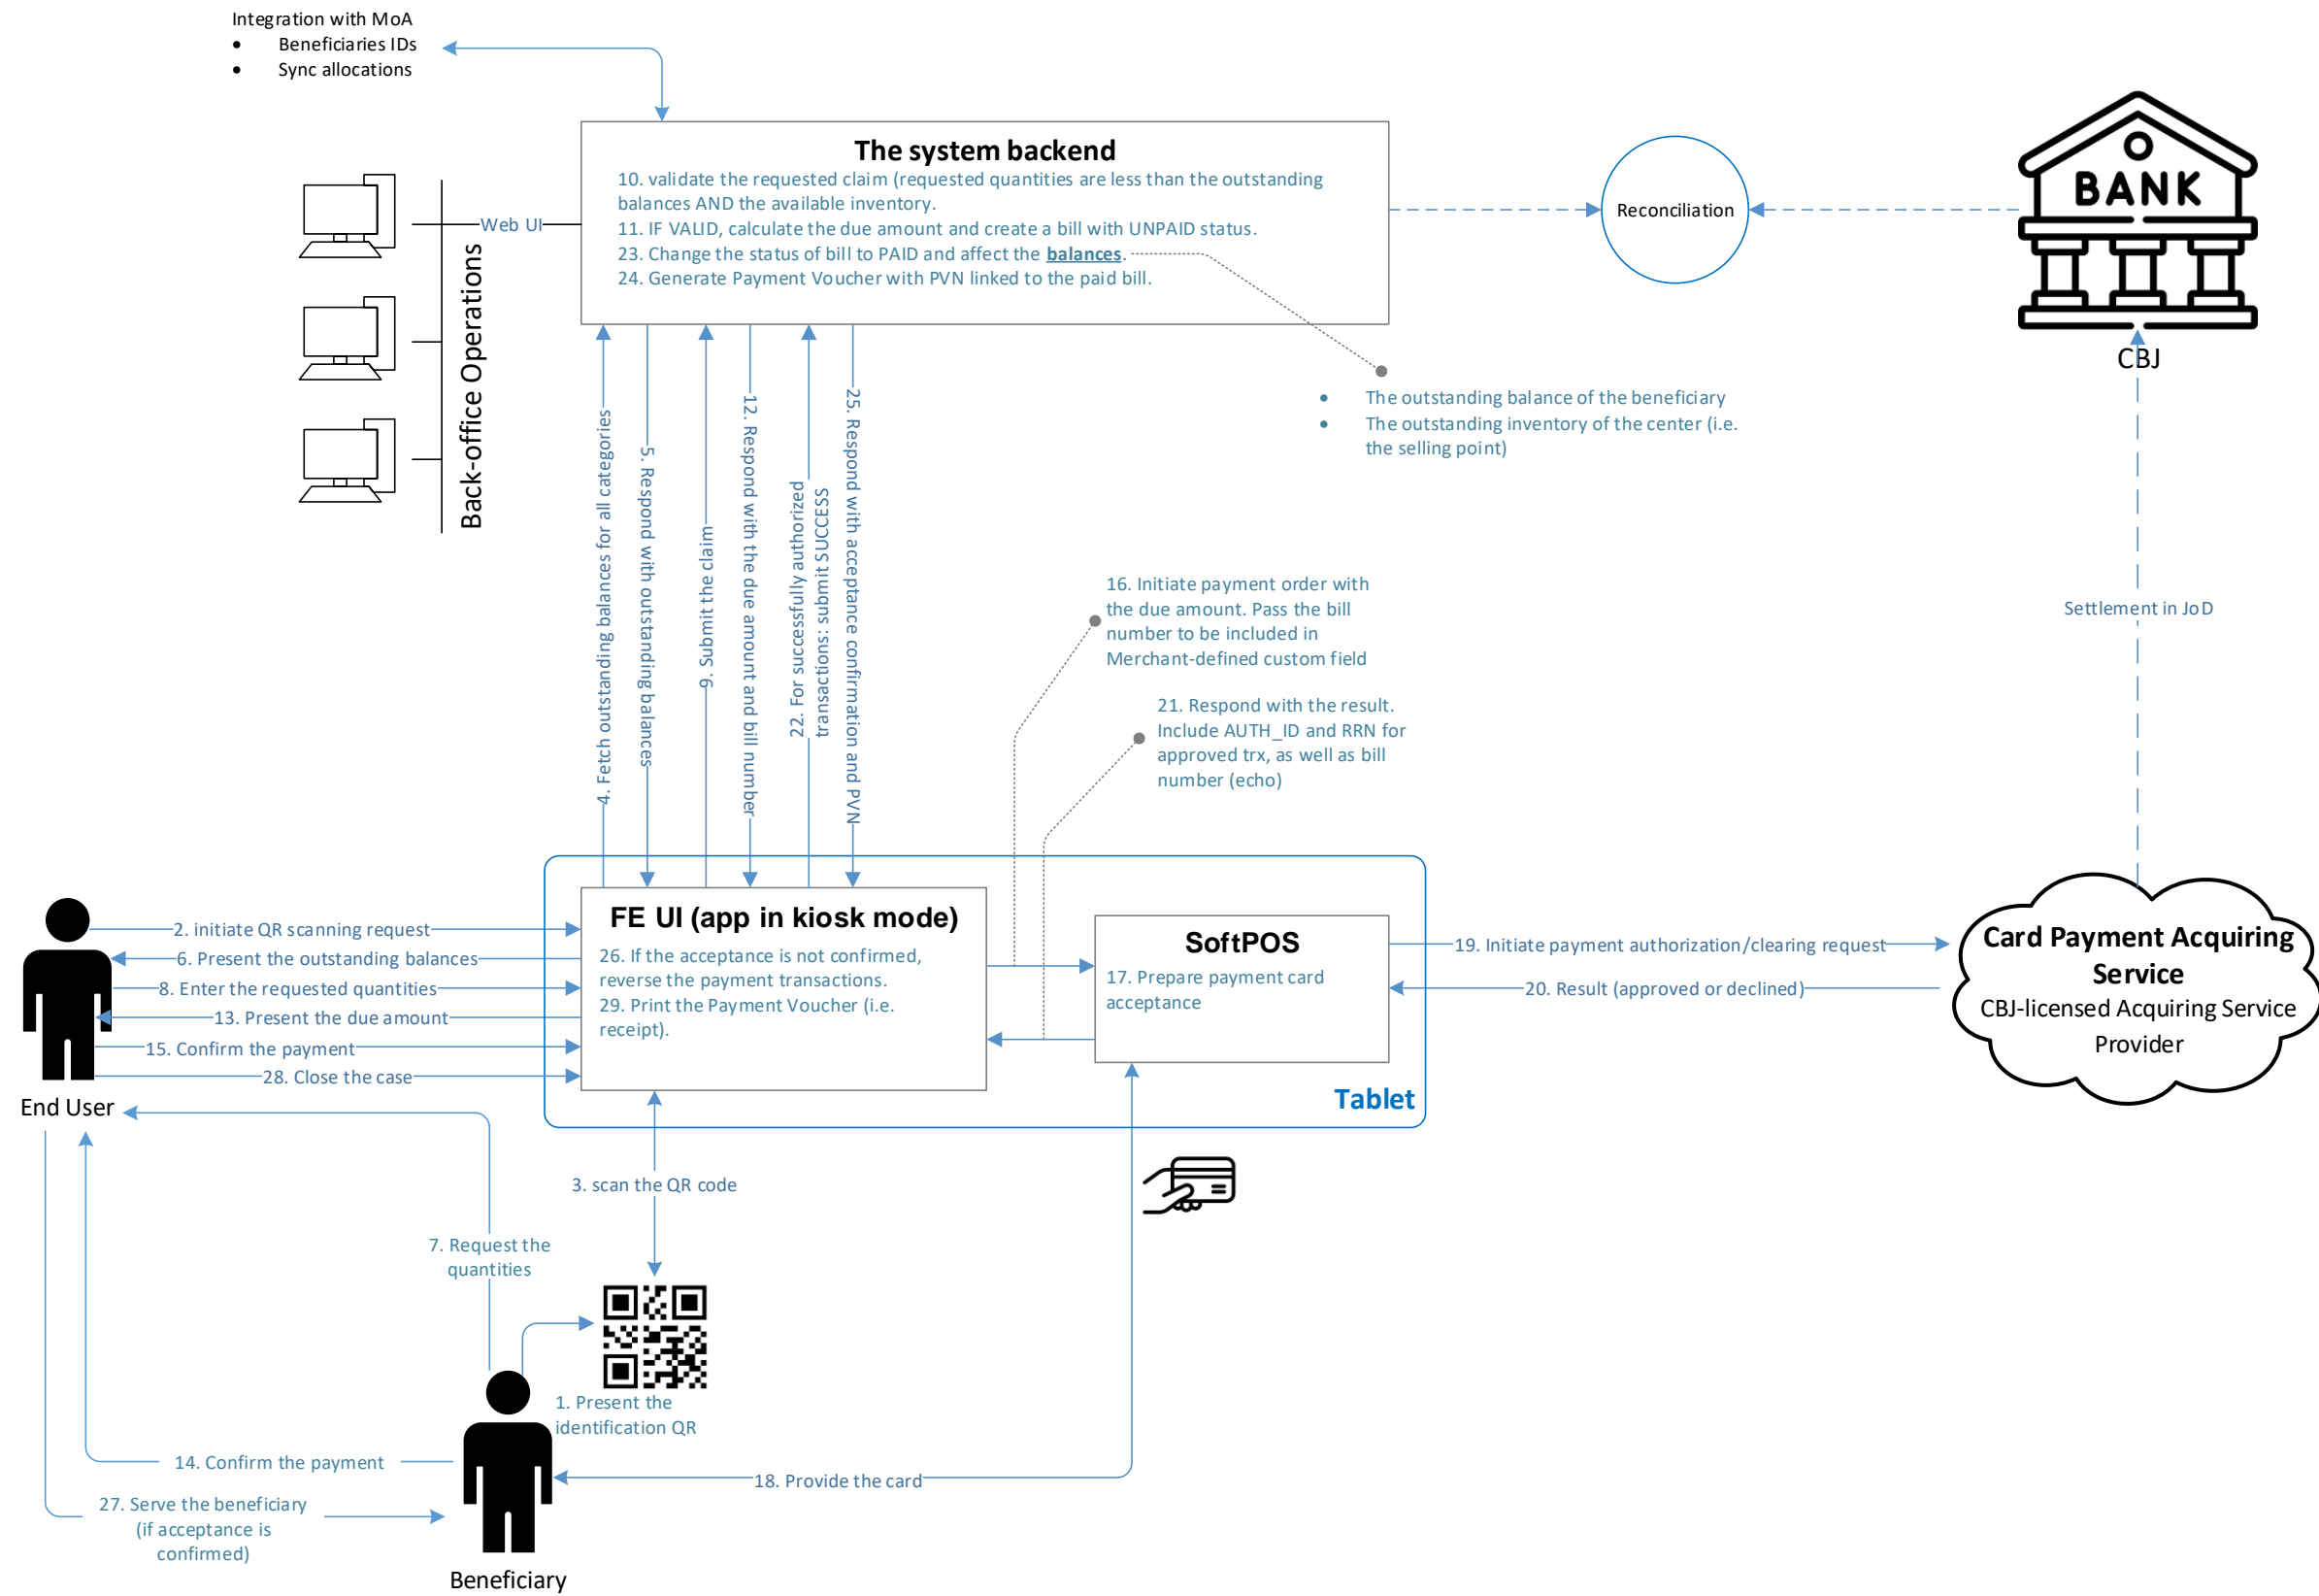 Integration with MoA
• Beneficiaries IDs
• Sync allocations
The system backend
10. validate the requested claim (requested quantities are less than the outstanding
balances AND the available inventory.
11. IF VALID, calculate the due amount and create a bill with UNPAID status.
23. Change the status of bill to PAID and affect the balances.
24. Generate Payment Voucher with PVN linked to the paid bill.
Web UI
Back-office Operations
Reconciliation
BANK
CBJ
• The outstanding balance of the beneficiary
• The outstanding inventory of the center (i.e.
the selling point)
4. Fetch outstanding balances for all categories
5. Respond with outstanding balances
9. Submit the claim
12. Respond with the due amount and bill number
22. For successfully authorized
transactions: submit SUCCESS
25. Respond with acceptance confirmation and PVN
16. Initiate payment order with
the due amount. Pass the bill
number to be included in
Merchant-defined custom field
21. Respond with the result.
Include AUTH_ID and RRN for
approved trx, as well as bill
number (echo)
Settlement in JoD
2. initiate QR scanning request
6. Present the outstanding balances
8. Enter the requested quantities
13. Present the due amount
15. Confirm the payment
28. Close the case
End User
FE UI (app in kiosk mode)
26. If the acceptance is not confirmed,
reverse the payment transactions.
29. Print the Payment Voucher (i.e.
receipt).
SoftPOS
17. Prepare payment card
acceptance
Tablet
19. Initiate payment authorization/clearing request
20. Result (approved or declined)
Card Payment Acquiring
Service
CBJ-licensed Acquiring Service
Provider
3. scan the QR code
7. Request the
quantities
1. Present the
identification QR
14. Confirm the payment
18. Provide the card
27. Serve the beneficiary
(if acceptance is
confirmed)
Beneficiary